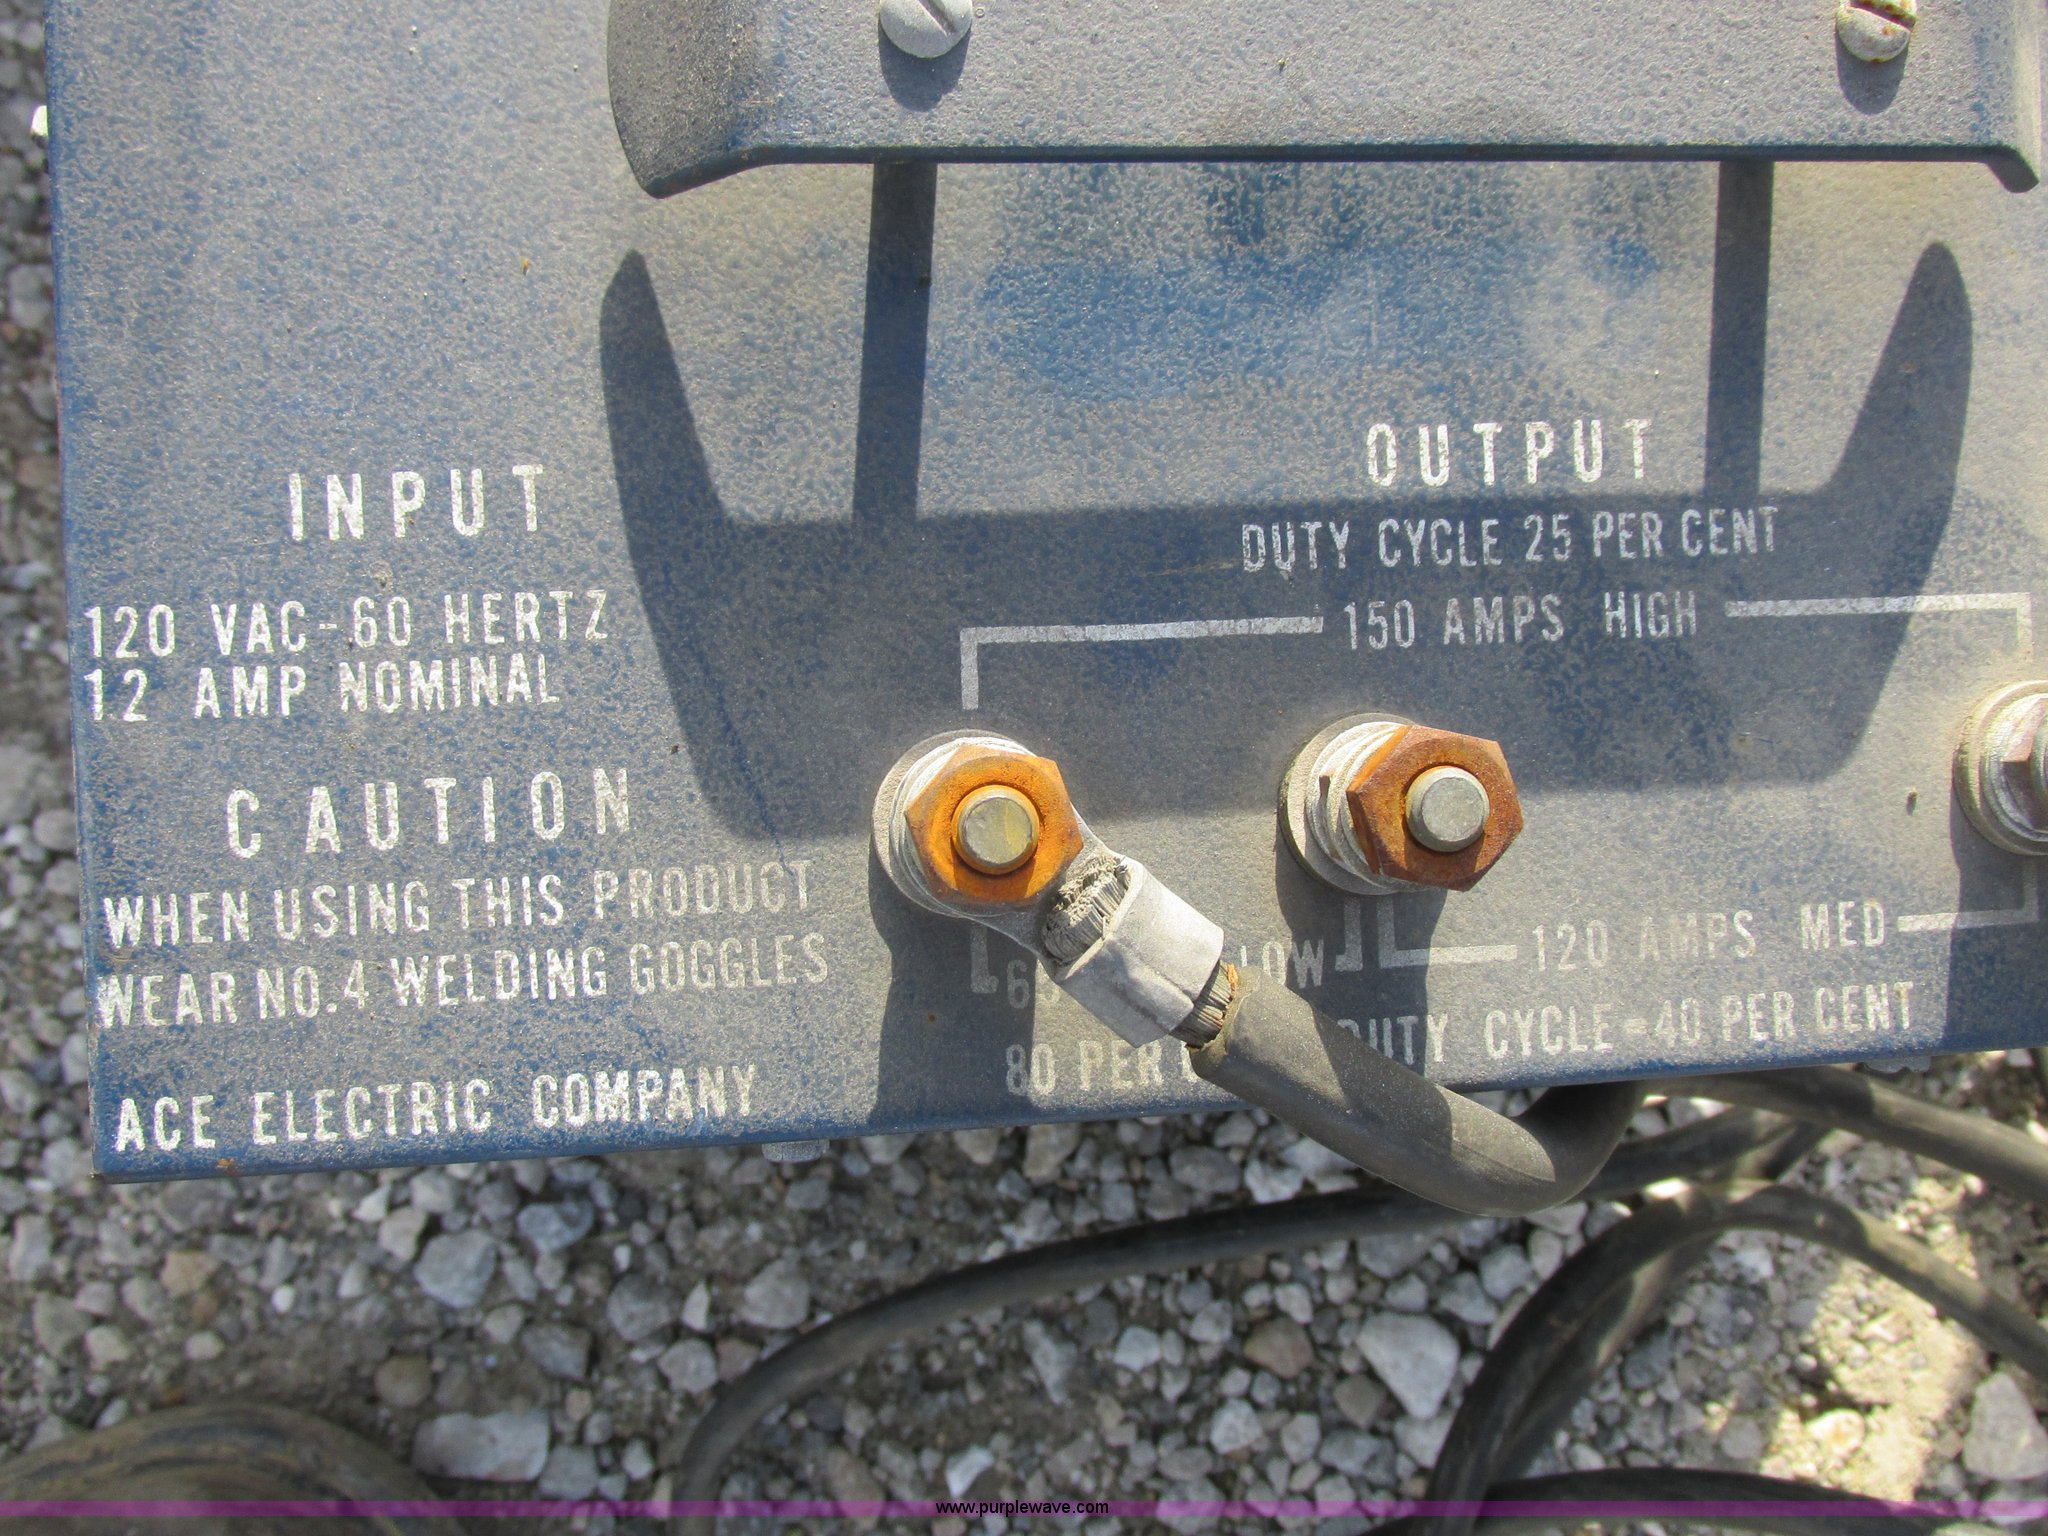 INPUT
120 VAC-60 HERTZ
12 AMP NOMINAL
CAUTION
WHEN USING THIS PRODUCT
WEAR NO.4 WELDING GOGGLES
ACE ELECTRIC COMPANY
OUTPUT
DUTY CYCLE 25 PER CENT
150 AMPS HIGH
LOW
120 AMPS MED
80 PER
DUTY CYCLE-40 PER CENT
www.purplewave.com